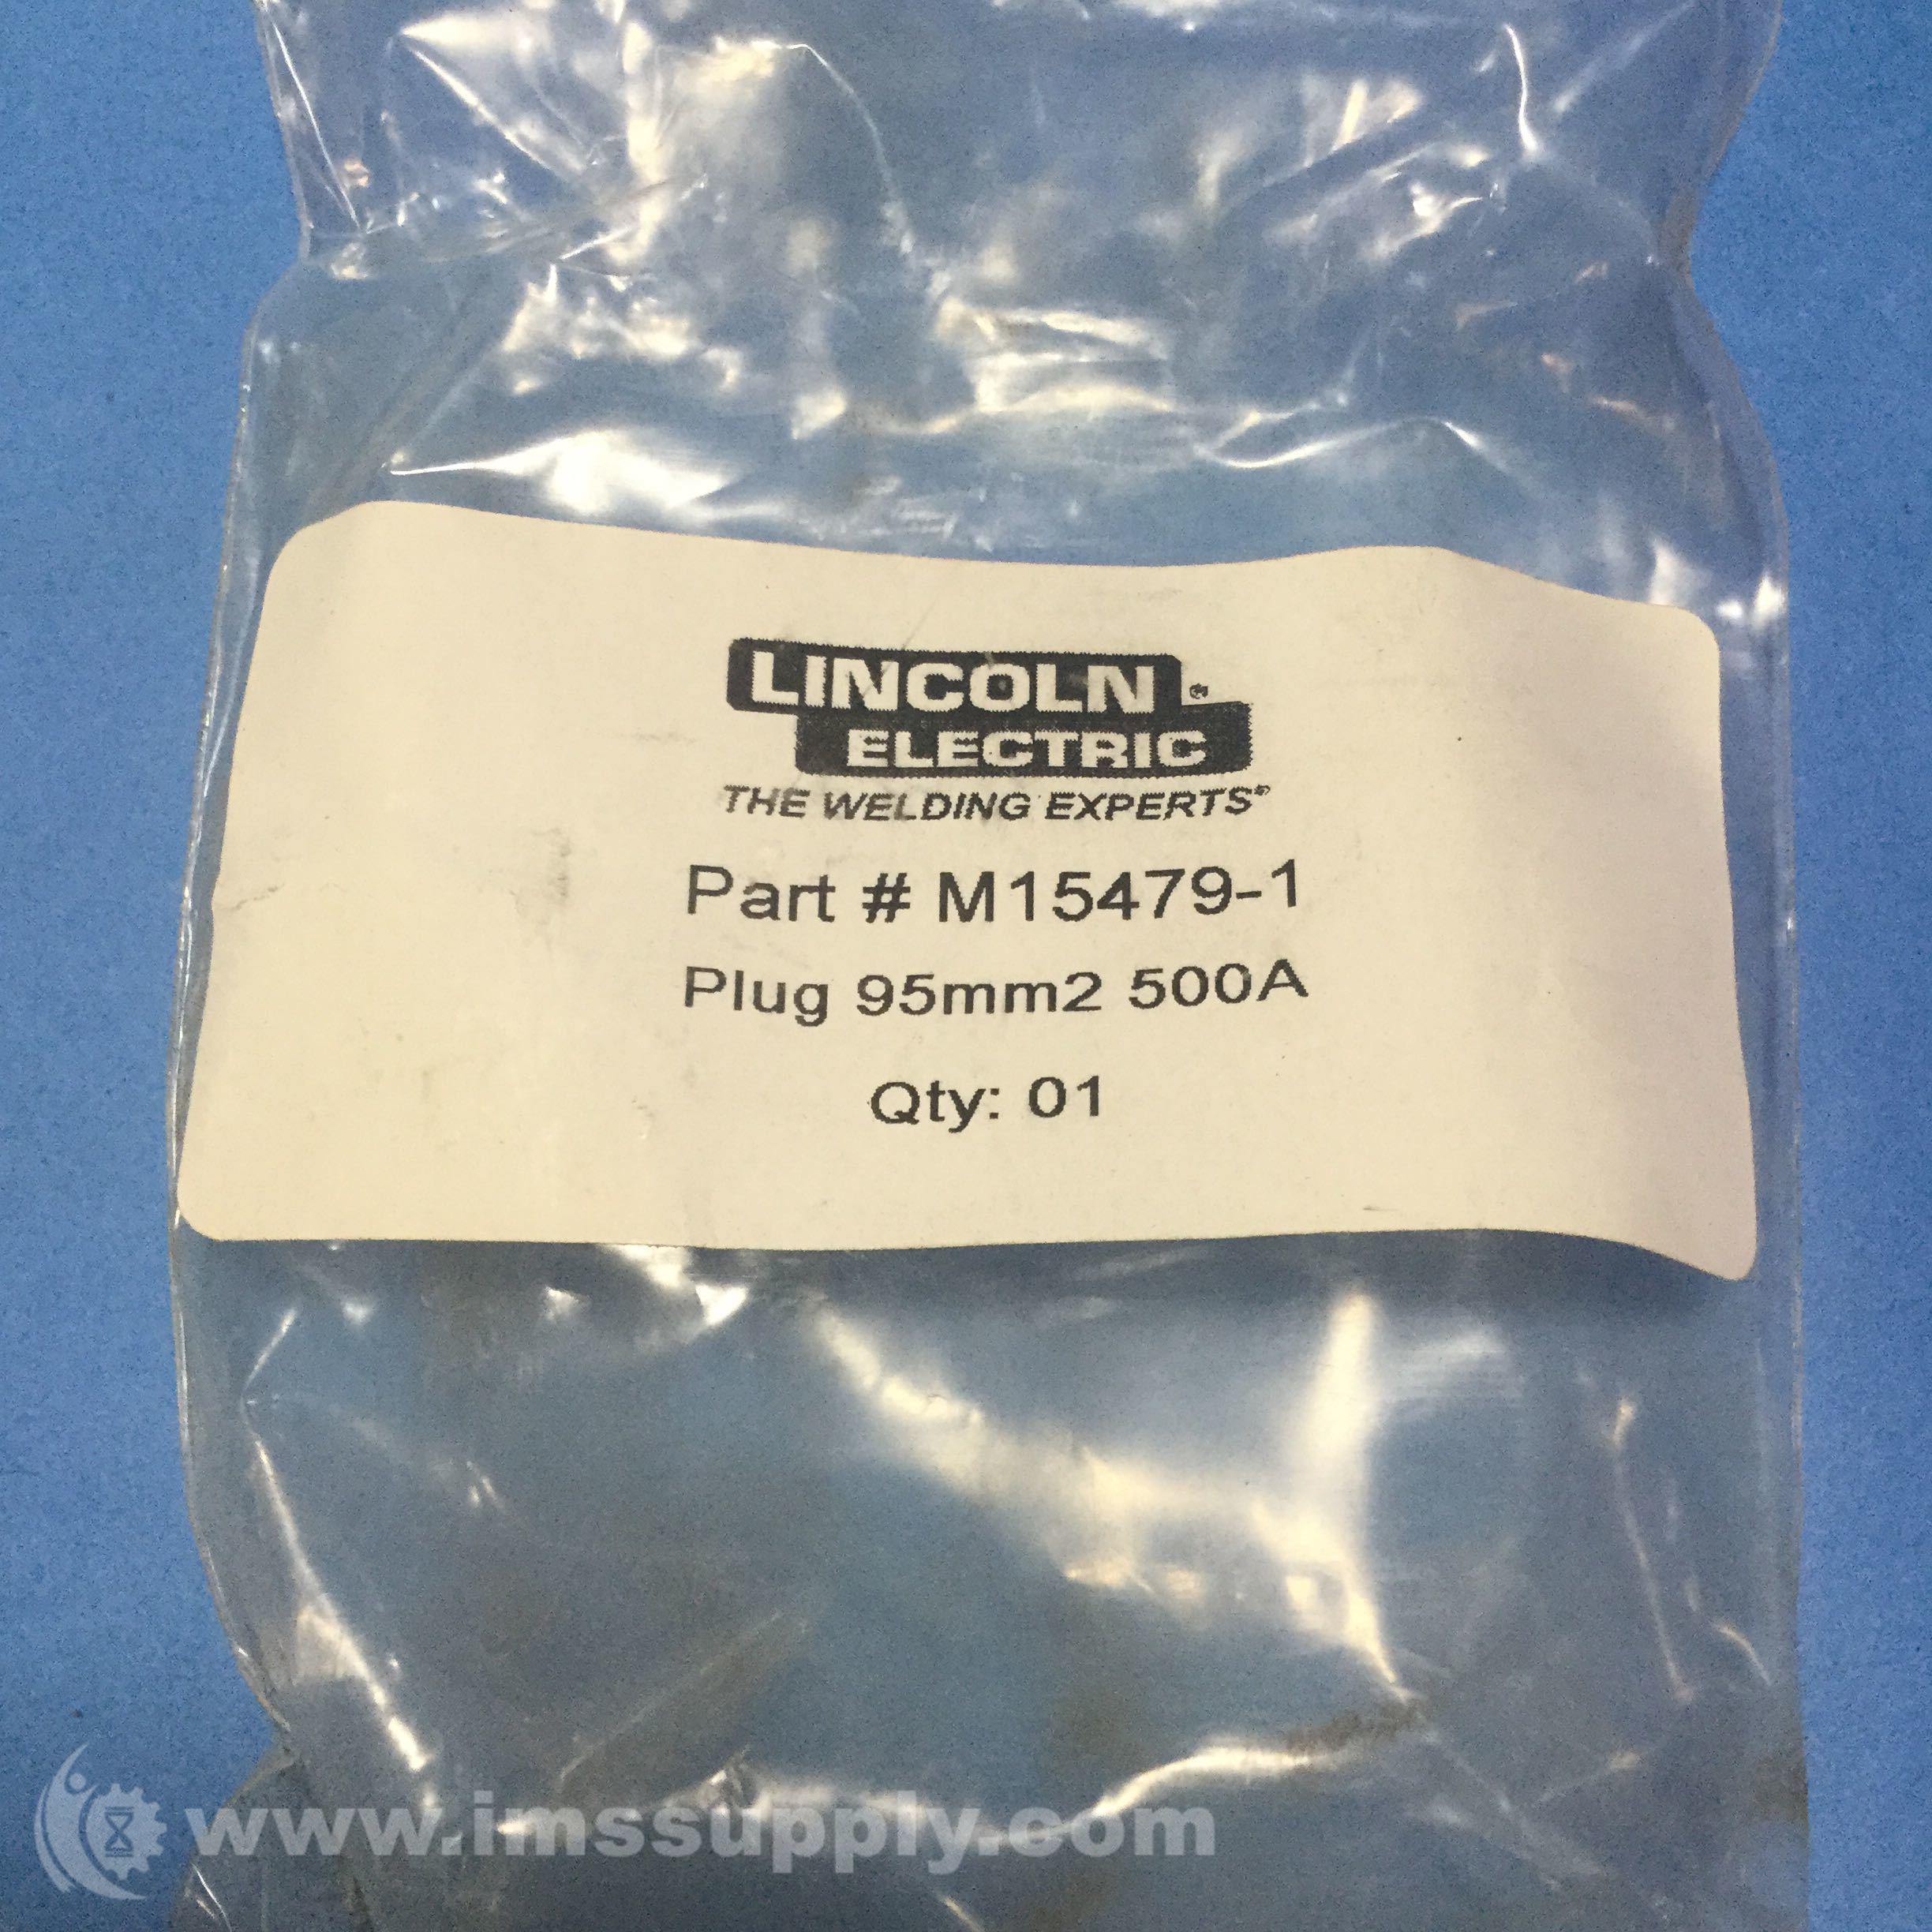 LINCOLN
ELECTRIC
THE WELDING EXPERTS®
Part # M15479-1
Plug 95mm2 500A
Qty: 01
www.imssupply.com